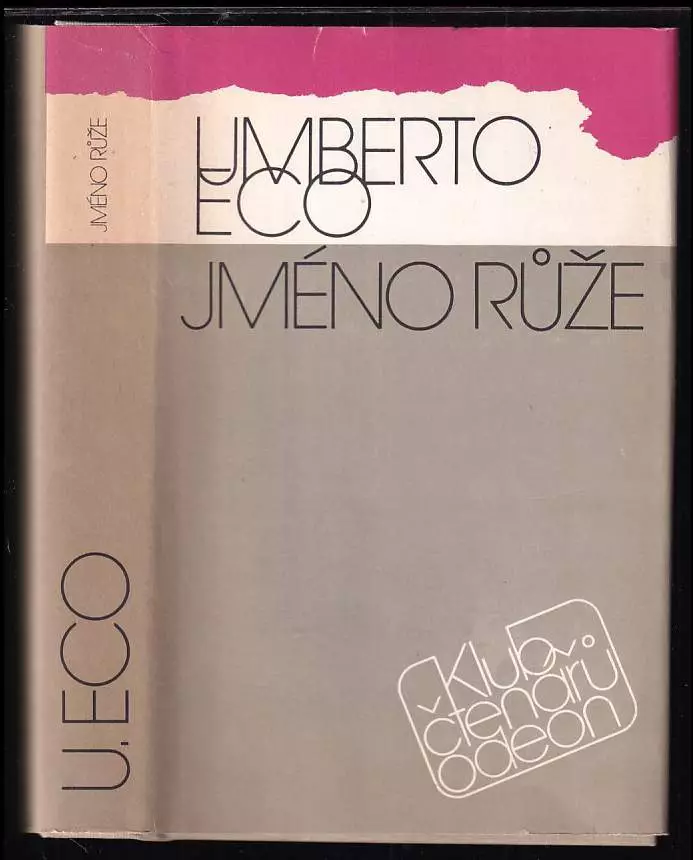 JMÉNO RŮŽE
U. ECO
UMBERTO
ECO
JMÉNO RŮŽE
Klub
čtenářů
odeon